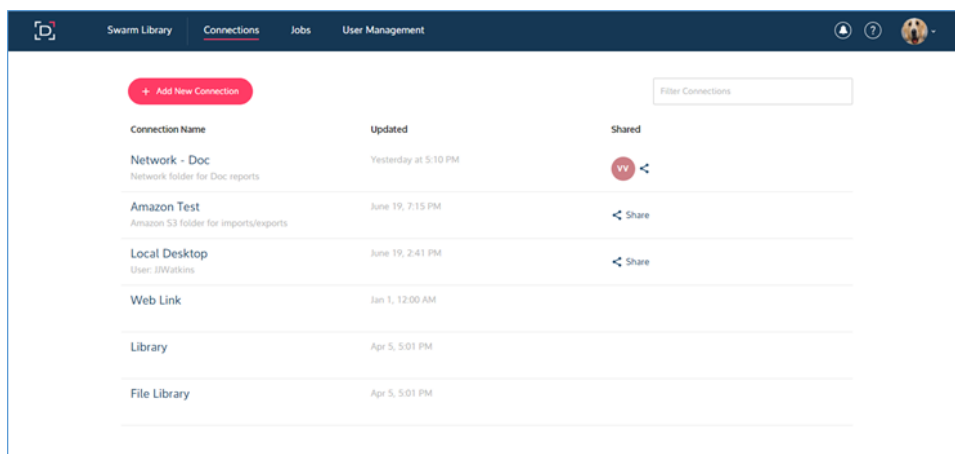 D Swarm Library Connections Jobs User Management ?
+ Add New Connection Filter Connections
Connection Name Updated Shared
Network - Doc Yesterday at 5:10 PM VV
Network folder for Doc reports
Amazon Test June 19, 7:15 PM Share
Amazon S3 folder for imports/exports
Local Desktop June 19, 2:41 PM Share
User: JJWatkins
Web Link Jan 1, 12:00 AM
Library Apr 5, 5:01 PM
File Library Apr 5, 5:01 PM